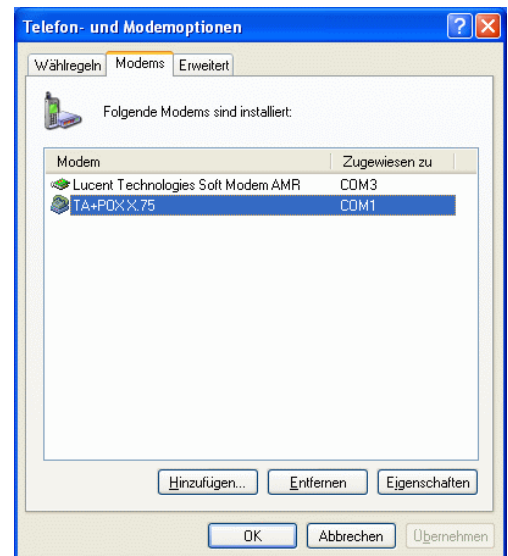 Telefon- und Modemoptionen
Wählregeln Modems Erweitert
Folgende Modems sind installiert:
Modem Zugewiesen zu
Lucent Technologies Soft Modem AMR COM3
TA+POX X.75 COM1
Hinzufügen... Entfernen Eigenschaften
OK Abbrechen Übernehmen